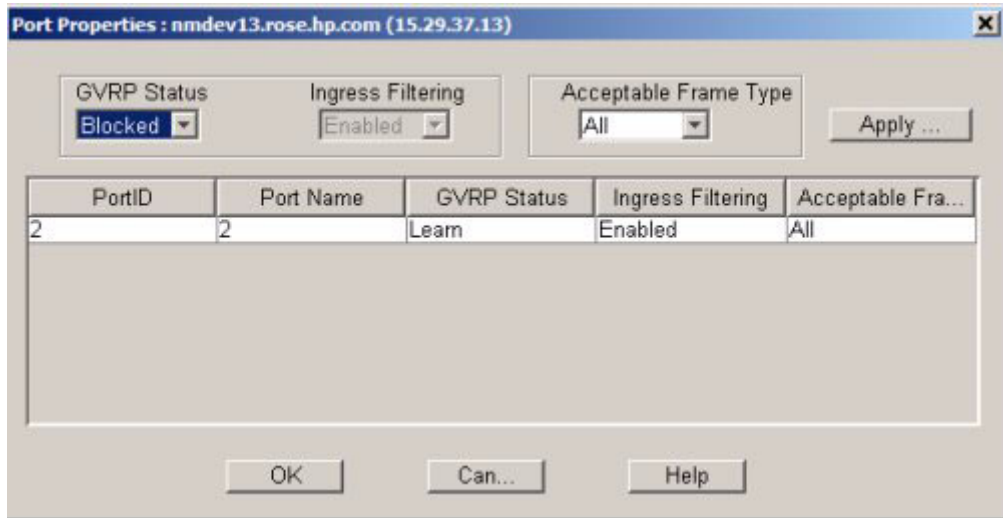 Port Properties : nmdev13.rose.hp.com (15.29.37.13)
GVRP Status Ingress Filtering Acceptable Frame Type
Blocked Enabled All Apply ...
PortID Port Name GVRP Status Ingress Filtering Acceptable Fra...
2 2 Learn Enabled All
OK Can... Help